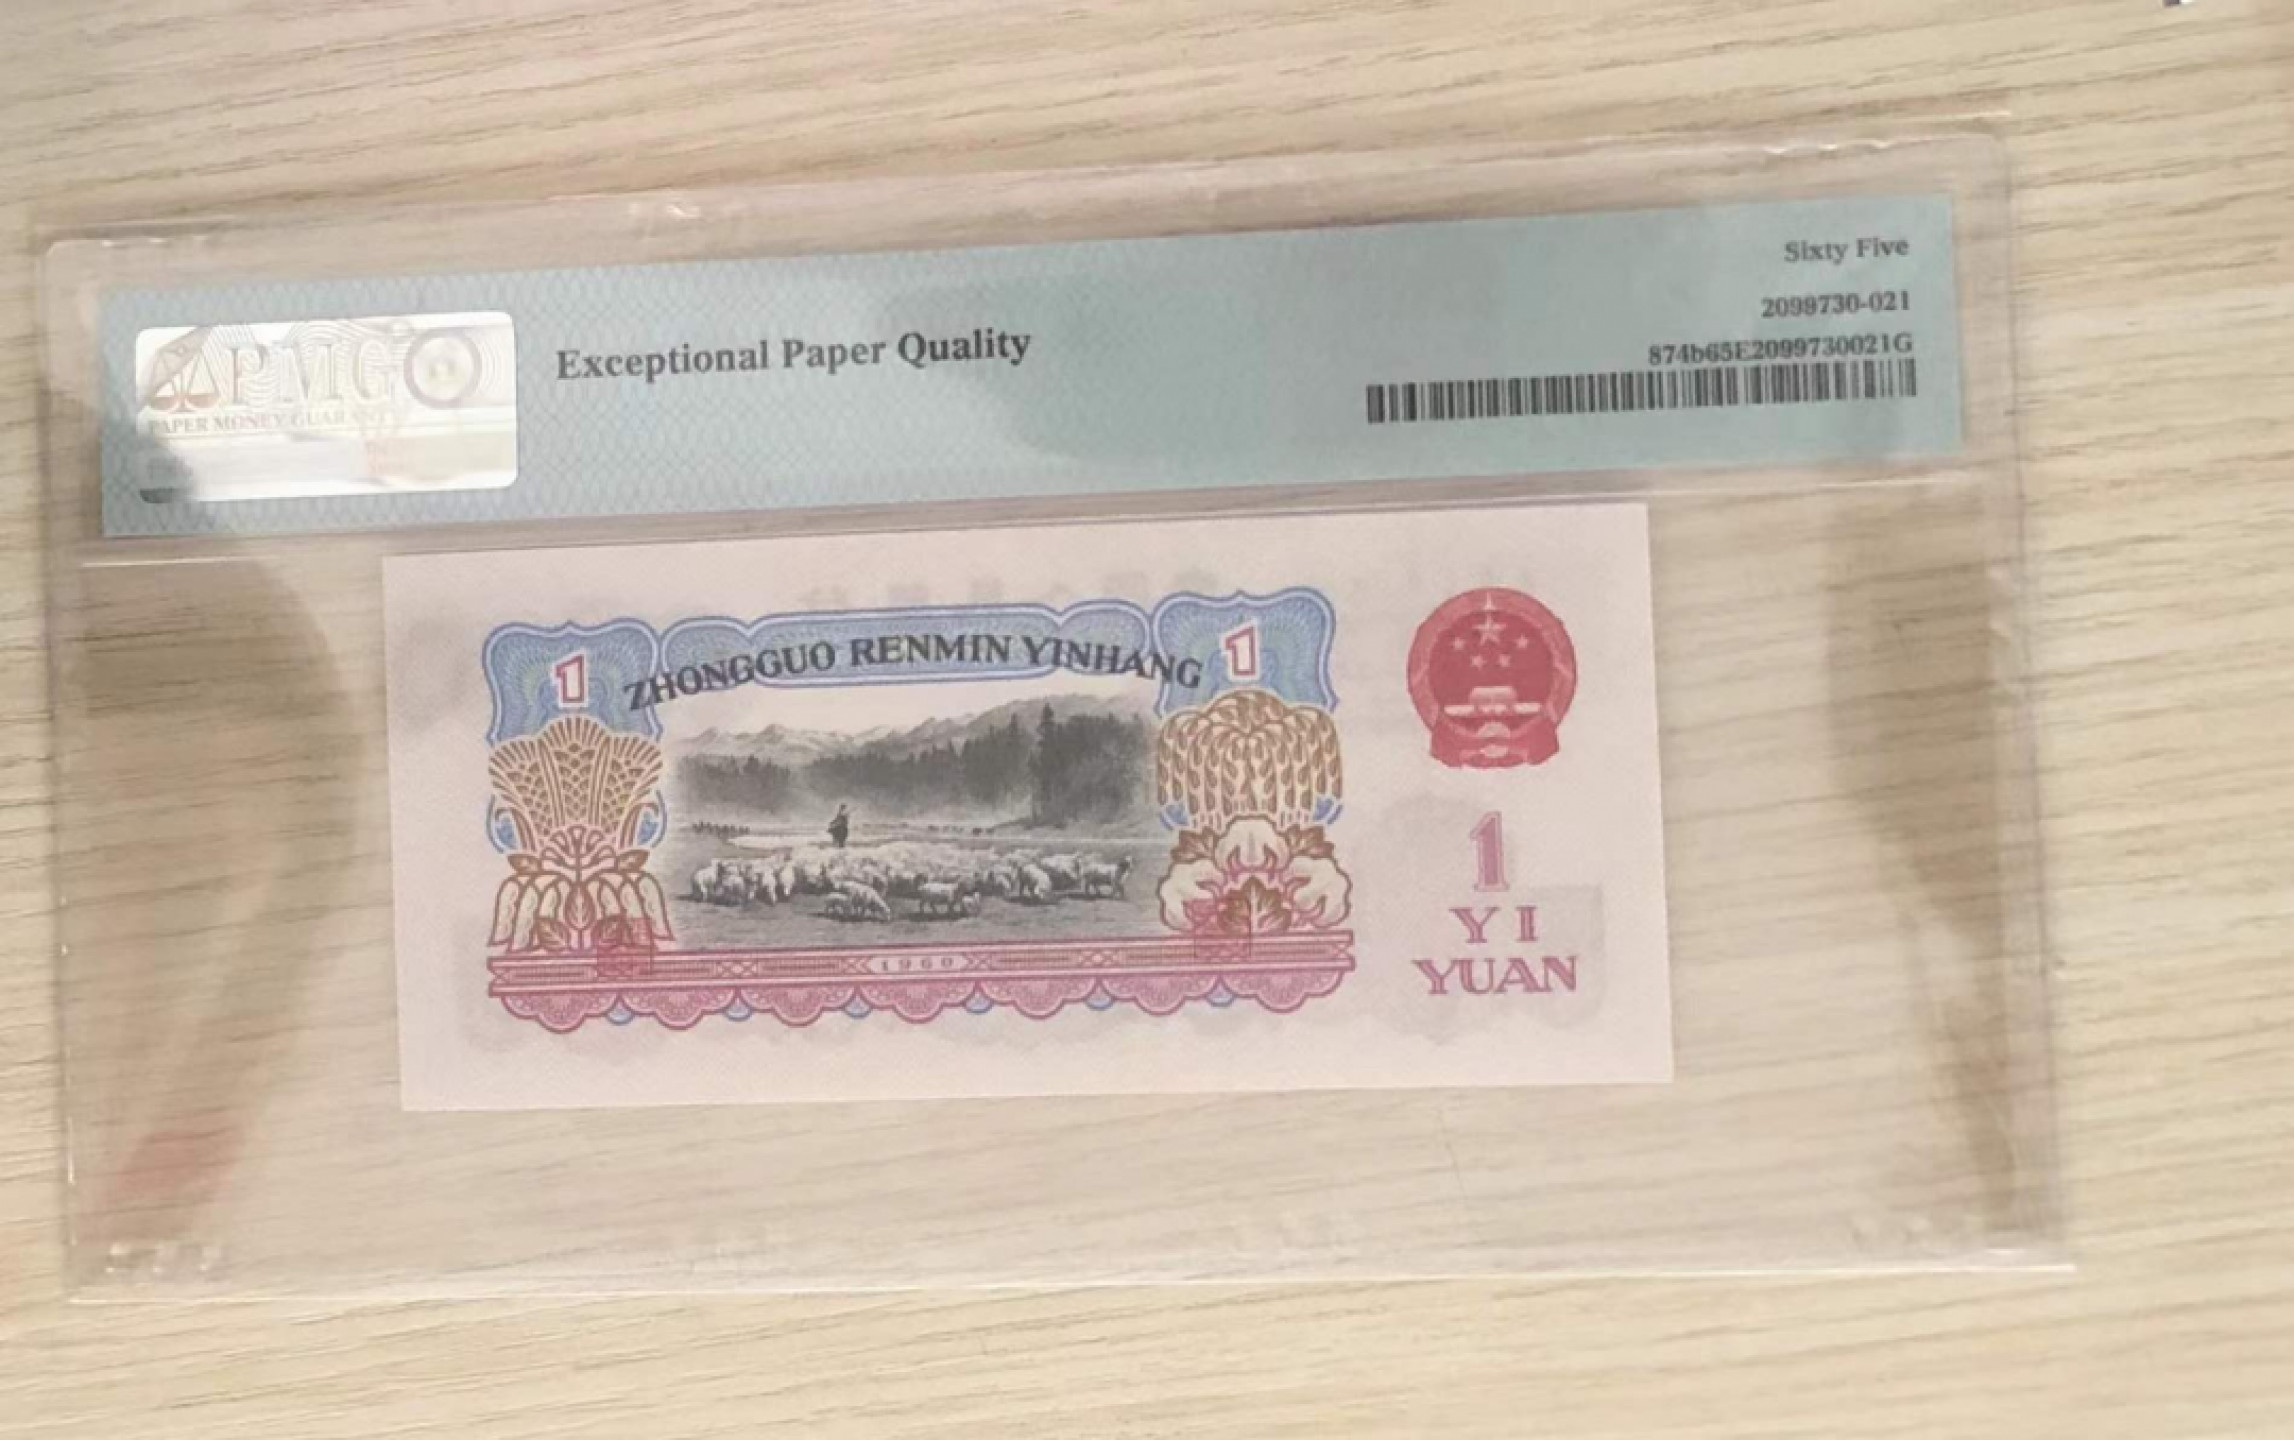 PMG
PAPER MONEY GUARANTY
Exceptional Paper Quality
Sixty Five
2099730-021
874b65E2099730021G
1
ZHONGGUO RENMIN YINHANG
1
1960
1
YI
YUAN